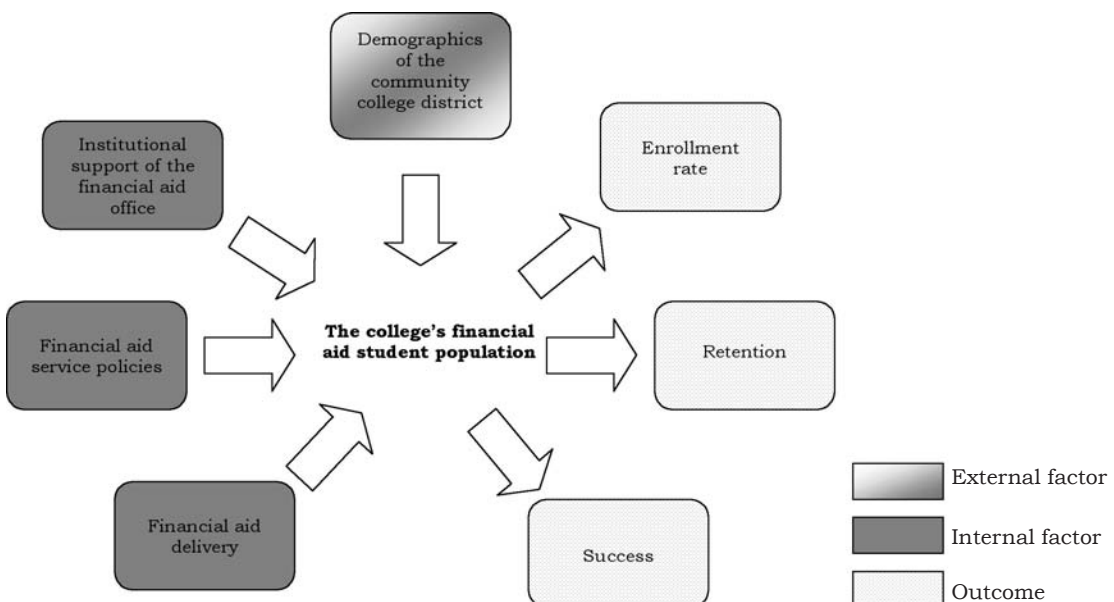 Demographics
of the
community
college district
Institutional
support of the
financial aid
office
Enrollment
rate
Financial aid
service policies
The college's financial
aid student population
Retention
Financial aid
delivery
Success
External factor
Internal factor
Outcome